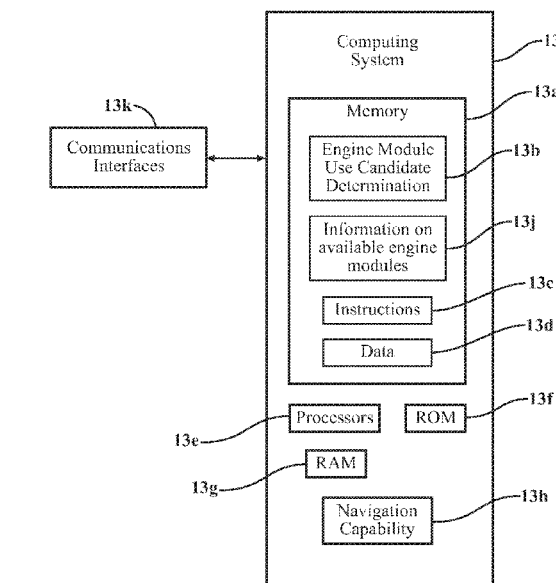 Computing
System
13
13k
Communications
Interfaces
Memory
13a
Engine Module
Use Candidate
Determination
13b
Information on
available engine
modules
13j
Instructions
13c
Data
13d
Processors
13e
ROM
13f
RAM
13g
Navigation
Capability
13h